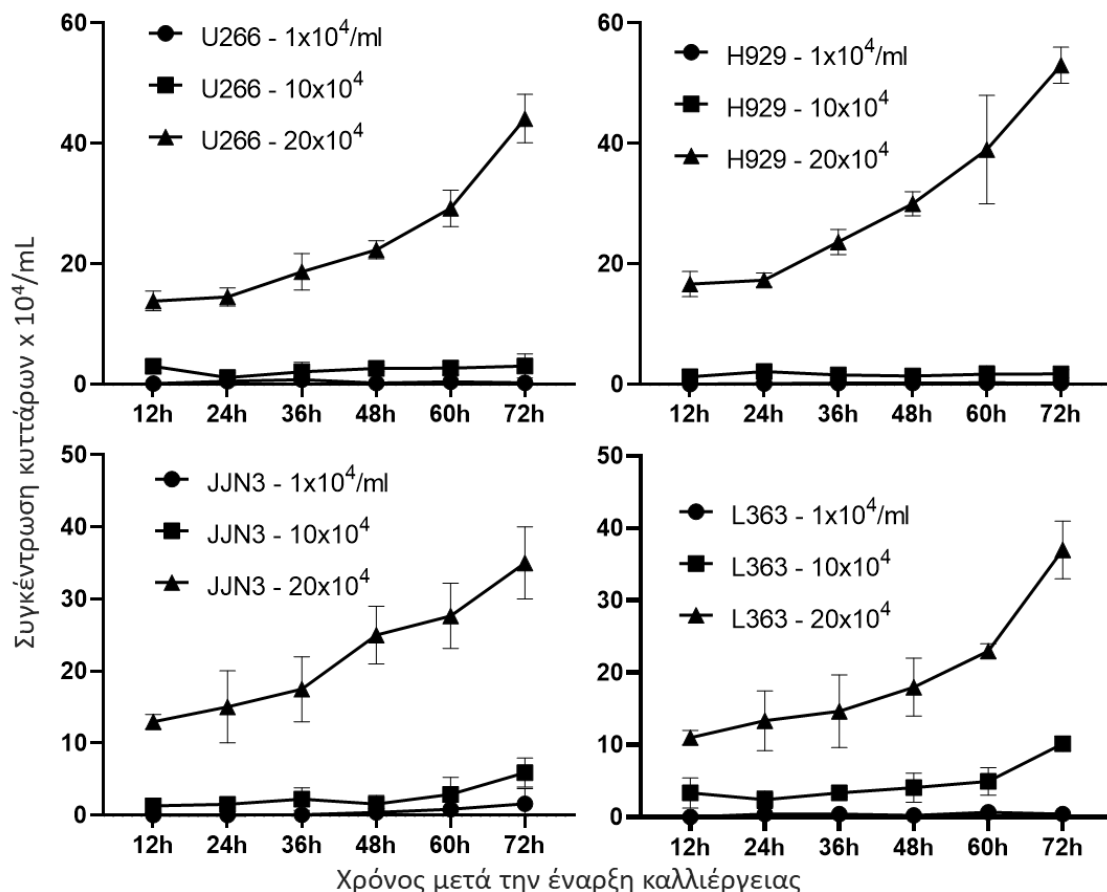 Συγκέντρωση κυττάρων x 10⁴/mL
60
40
20
0
U266 - 1x10⁴/ml
U266 - 10x10⁴
U266 - 20x10⁴
12h 24h 36h 48h 60h 72h
60
40
20
0
H929 - 1x10⁴/ml
H929 - 10x10⁴
H929 - 20x10⁴
12h 24h 36h 48h 60h 72h
50
40
30
20
10
0
JJN3 - 1x10⁴/ml
JJN3 - 10x10⁴
JJN3 - 20x10⁴
12h 24h 36h 48h 60h 72h
50
40
30
20
10
0
L363 - 1x10⁴/ml
L363 - 10x10⁴
L363 - 20x10⁴
12h 24h 36h 48h 60h 72h
Χρόνος μετά την έναρξη καλλιέργειας